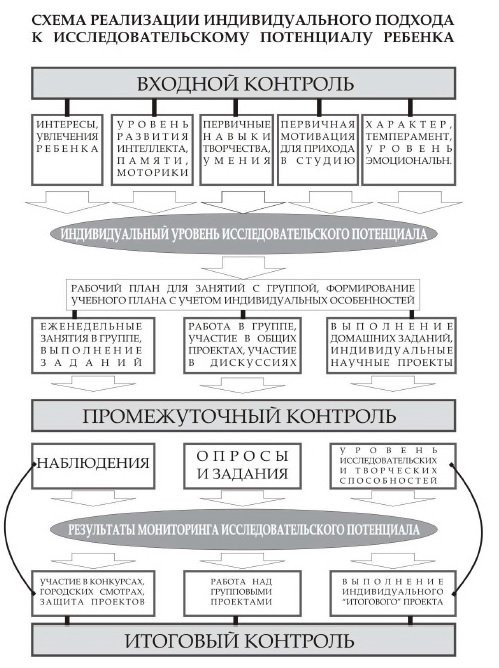 СХЕМА РЕАЛИЗАЦИИ ИНДИВИДУАЛЬНОГО ПОДХОДА
К ИССЛЕДОВАТЕЛЬСКОМУ ПОТЕНЦИАЛУ РЕБЕНКА
ВХОДНОЙ КОНТРОЛЬ
ИНТЕРЕСЫ,
УВЛЕЧЕНИЯ
РЕБЕНКА
УРОВЕНЬ
РАЗВИТИЯ
ИНТЕЛЛЕКТА,
ПАМЯТИ,
МОТОРИКИ
ПЕРВИЧНЫЕ
НАВЫКИ
ТВОРЧЕСТВА,
УМЕНИЯ
ПЕРВИЧНАЯ
МОТИВАЦИЯ
ДЛЯ ПРИХОДА
В СТУДИЮ
ХАРАКТЕР,
ТЕМПЕРАМЕНТ,
УРОВЕНЬ
ЭМОЦИОНАЛЬН.
ИНДИВИДУАЛЬНЫЙ УРОВЕНЬ ИССЛЕДОВАТЕЛЬСКОГО ПОТЕНЦИАЛА
РАБОЧИЙ ПЛАН ДЛЯ ЗАНЯТИЙ С ГРУППОЙ, ФОРМИРОВАНИЕ
УЧЕБНОГО ПЛАНА С УЧЕТОМ ИНДИВИДУАЛЬНЫХ ОСОБЕННОСТЕЙ
ЕЖЕНЕДЕЛЬНЫЕ
ЗАНЯТИЯ В ГРУППЕ,
ВЫПОЛНЕНИЕ
ЗАДАНИЙ
РАБОТА В ГРУППЕ,
УЧАСТИЕ В ОБЩИХ
ПРОЕКТАХ, УЧАСТИЕ
В ДИСКУССИЯХ
ВЫПОЛНЕНИЕ
ДОМАШНИХ ЗАДАНИЙ,
ИНДИВИДУАЛЬНЫЕ
НАУЧНЫЕ ПРОЕКТЫ
ПРОМЕЖУТОЧНЫЙ КОНТРОЛЬ
НАБЛЮДЕНИЯ
ОПРОСЫ
И ЗАДАНИЯ
УРОВЕНЬ
ИССЛЕДОВАТЕЛЬСКИХ
И ТВОРЧЕСКИХ
СПОСОБНОСТЕЙ
РЕЗУЛЬТАТЫ МОНИТОРИНГА ИССЛЕДОВАТЕЛЬСКОГО ПОТЕНЦИАЛА
УЧАСТИЕ В КОНКУРСАХ,
ГОРОДСКИХ СМОТРАХ,
ЗАЩИТА ПРОЕКТОВ
РАБОТА НАД
ГРУППОВЫМИ
ПРОЕКТАМИ
ВЫПОЛНЕНИЕ
ИНДИВИДУАЛЬНОГО
"ИТОГОВОГО" ПРОЕКТА
ИТОГОВЫЙ КОНТРОЛЬ